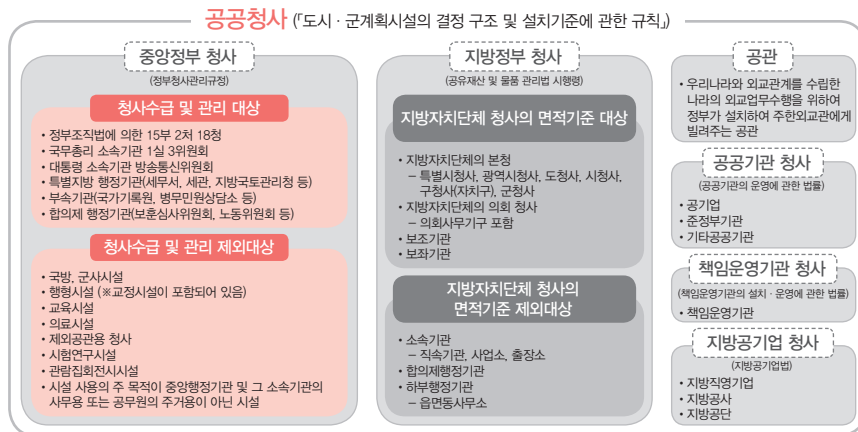 공공청사 (「도시 · 군계획시설의 결정 구조 및 설치기준에 관한 규칙」)
중앙정부 청사
(정부청사관리규정)
청사수급 및 관리 대상
• 정부조직법에 의한 15부 2처 18청
• 국무총리 소속기관 1실 3위원회
• 대통령 소속기관 방송통신위원회
• 특별지방 행정기관(세무서, 세관, 지방국토관리청 등)
• 부속기관(국가기록원, 병무민원상담소 등)
• 합의제 행정기관(보훈심사위원회, 노동위원회 등)
청사수급 및 관리 제외대상
• 국방, 군사시설
• 행형시설 (※교정시설이 포함되어 있음)
• 교육시설
• 의료시설
• 제외공관용 청사
• 시험연구시설
• 관람집회전시시설
• 시설 사용의 주 목적이 중앙행정기관 및 그 소속기관의
사무용 또는 공무원의 주거용이 아닌 시설
지방정부 청사
(공유재산 및 물품 관리법 시행령)
지방자치단체 청사의 면적기준 대상
• 지방자치단체의 본청
– 특별시청사, 광역시청사, 도청사, 시청사,
구청사(자치구), 군청사
• 지방자치단체의 의회 청사
– 의회사무기구 포함
• 보조기관
• 보좌기관
지방자치단체 청사의
면적기준 제외대상
• 소속기관
– 직속기관, 사업소, 출장소
• 합의제행정기관
• 하부행정기관
– 읍면동사무소
공관
• 우리나라와 외교관계를 수립한
나라의 외교업무수행을 위하여
정부가 설치하여 주한외교관에게
빌려주는 공관
공공기관 청사
(공공기관의 운영에 관한 법률)
• 공기업
• 준정부기관
• 기타공공기관
책임운영기관 청사
(책임운영기관의 설치 · 운영에 관한 법률)
• 책임운영기관
지방공기업 청사
(지방공기업법)
• 지방직영기업
• 지방공사
• 지방공단